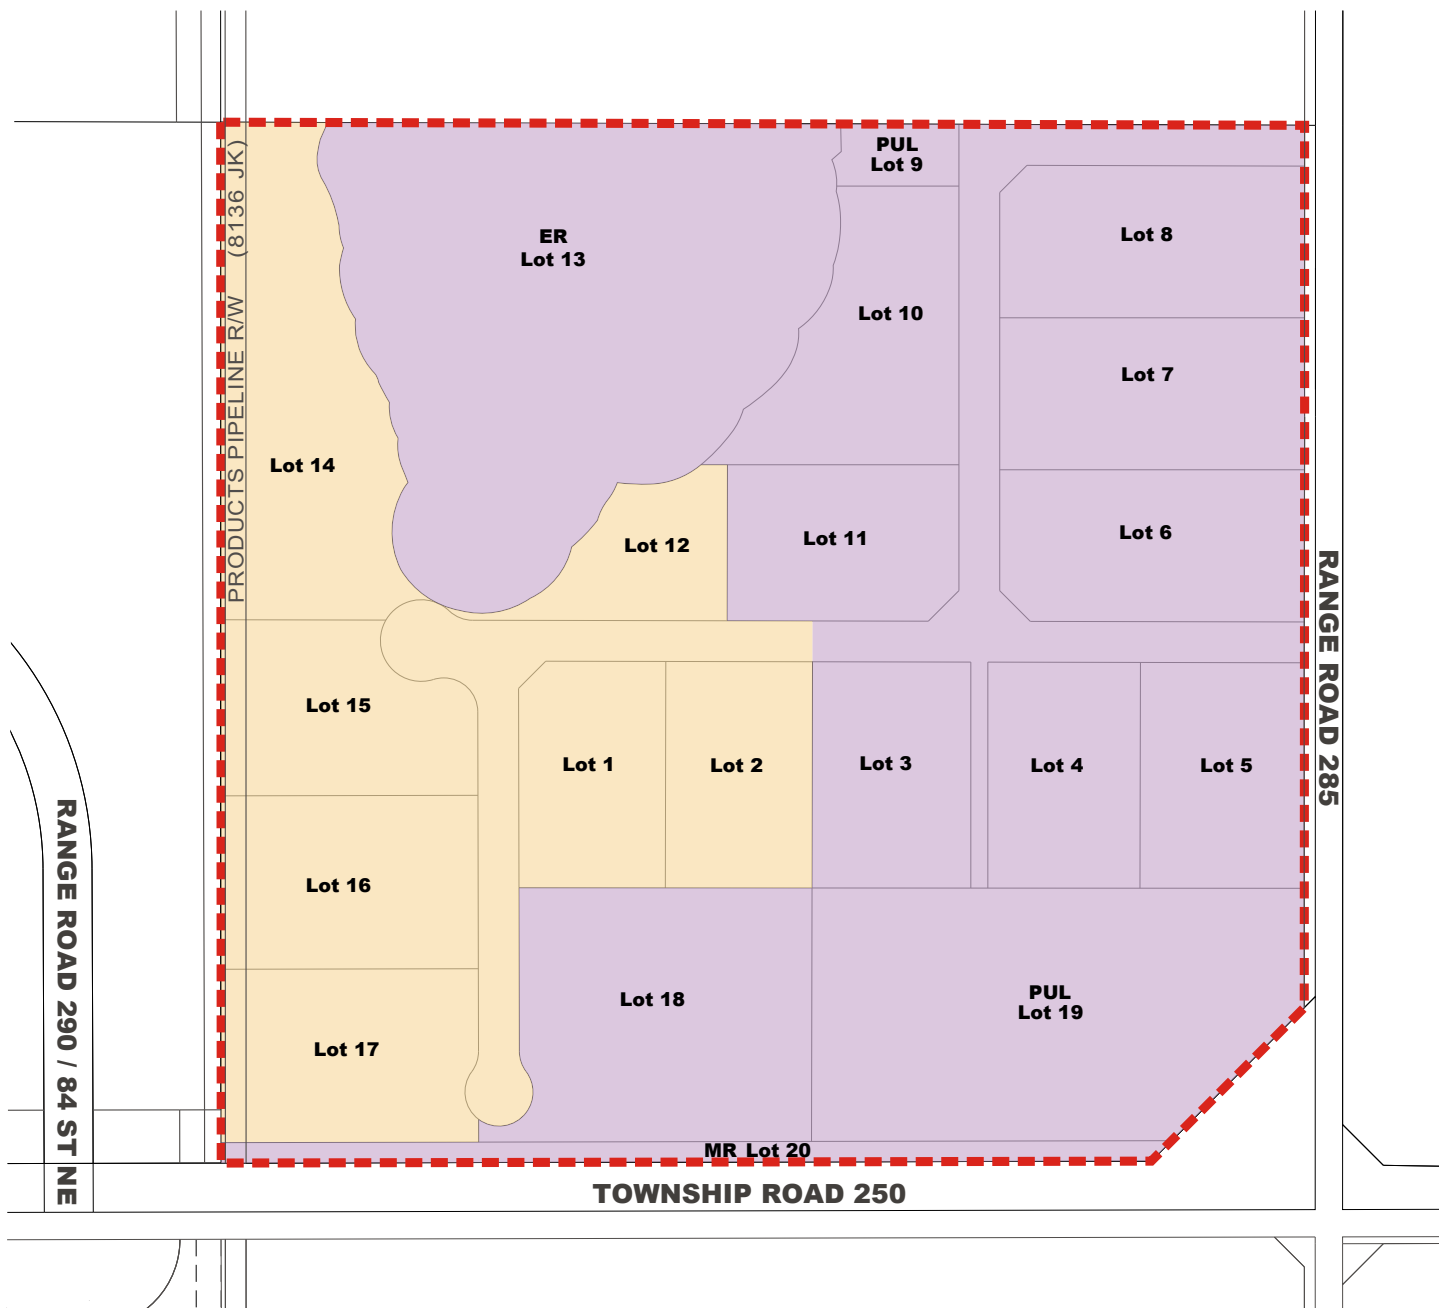 PUL
Lot 9
ER
Lot 13
Lot 8
Lot 10
Lot 7
Lot 14
Lot 12
Lot 11
Lot 6
PRODUCTS PIPELINE R/W (8136 JK)
RANGE ROAD 285
Lot 15
Lot 1
Lot 2
Lot 3
Lot 4
Lot 5
Lot 16
RANGE ROAD 290 / 84 ST NE
Lot 18
PUL
Lot 19
Lot 17
MR Lot 20
TOWNSHIP ROAD 250